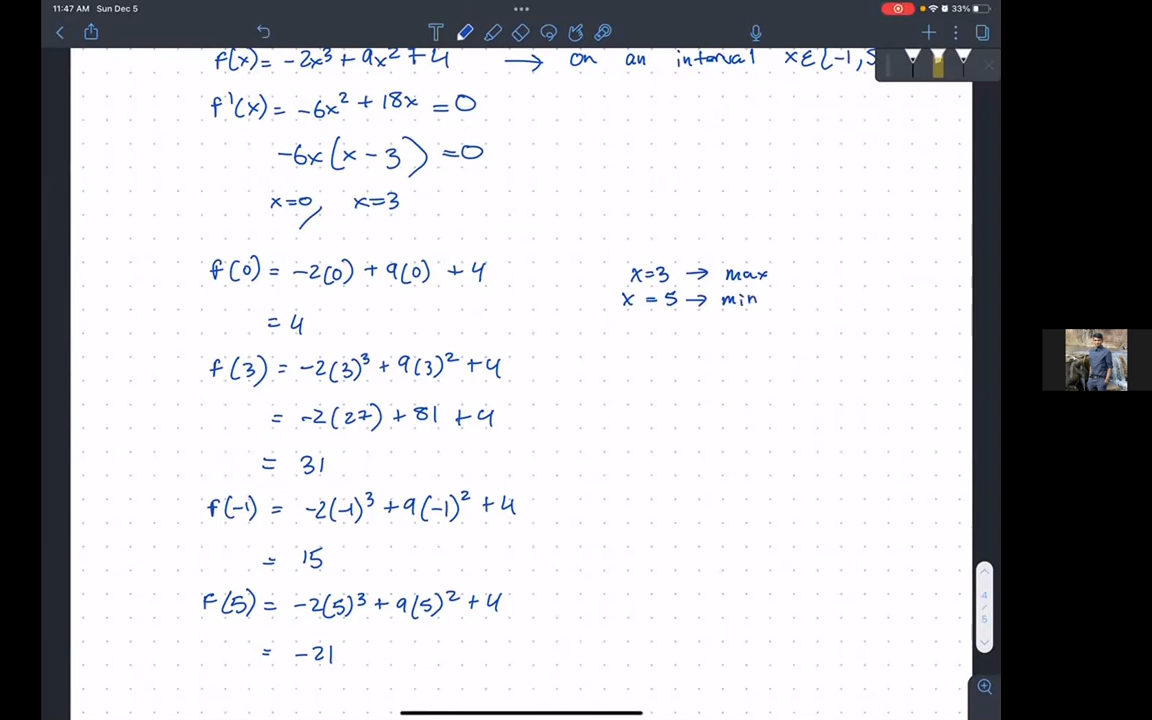 11:47 AM Sun Dec 5
33%
f(x) = -2x³ + 9x² + 4 → on an interval x∈[-1, 5
f'(x) = -6x² + 18x = 0
-6x(x - 3) = 0
x=0, x=3
f(0) = -2(0) + 9(0) + 4
= 4
x=3 → max
x = 5 → min
f(3) = -2(3)³ + 9(3)² + 4
= -2(27) + 81 + 4
= 31
f(-1) = -2(-1)³ + 9(-1)² + 4
= 15
F(5) = -2(5)³ + 9(5)² + 4
= -21
4
/
5